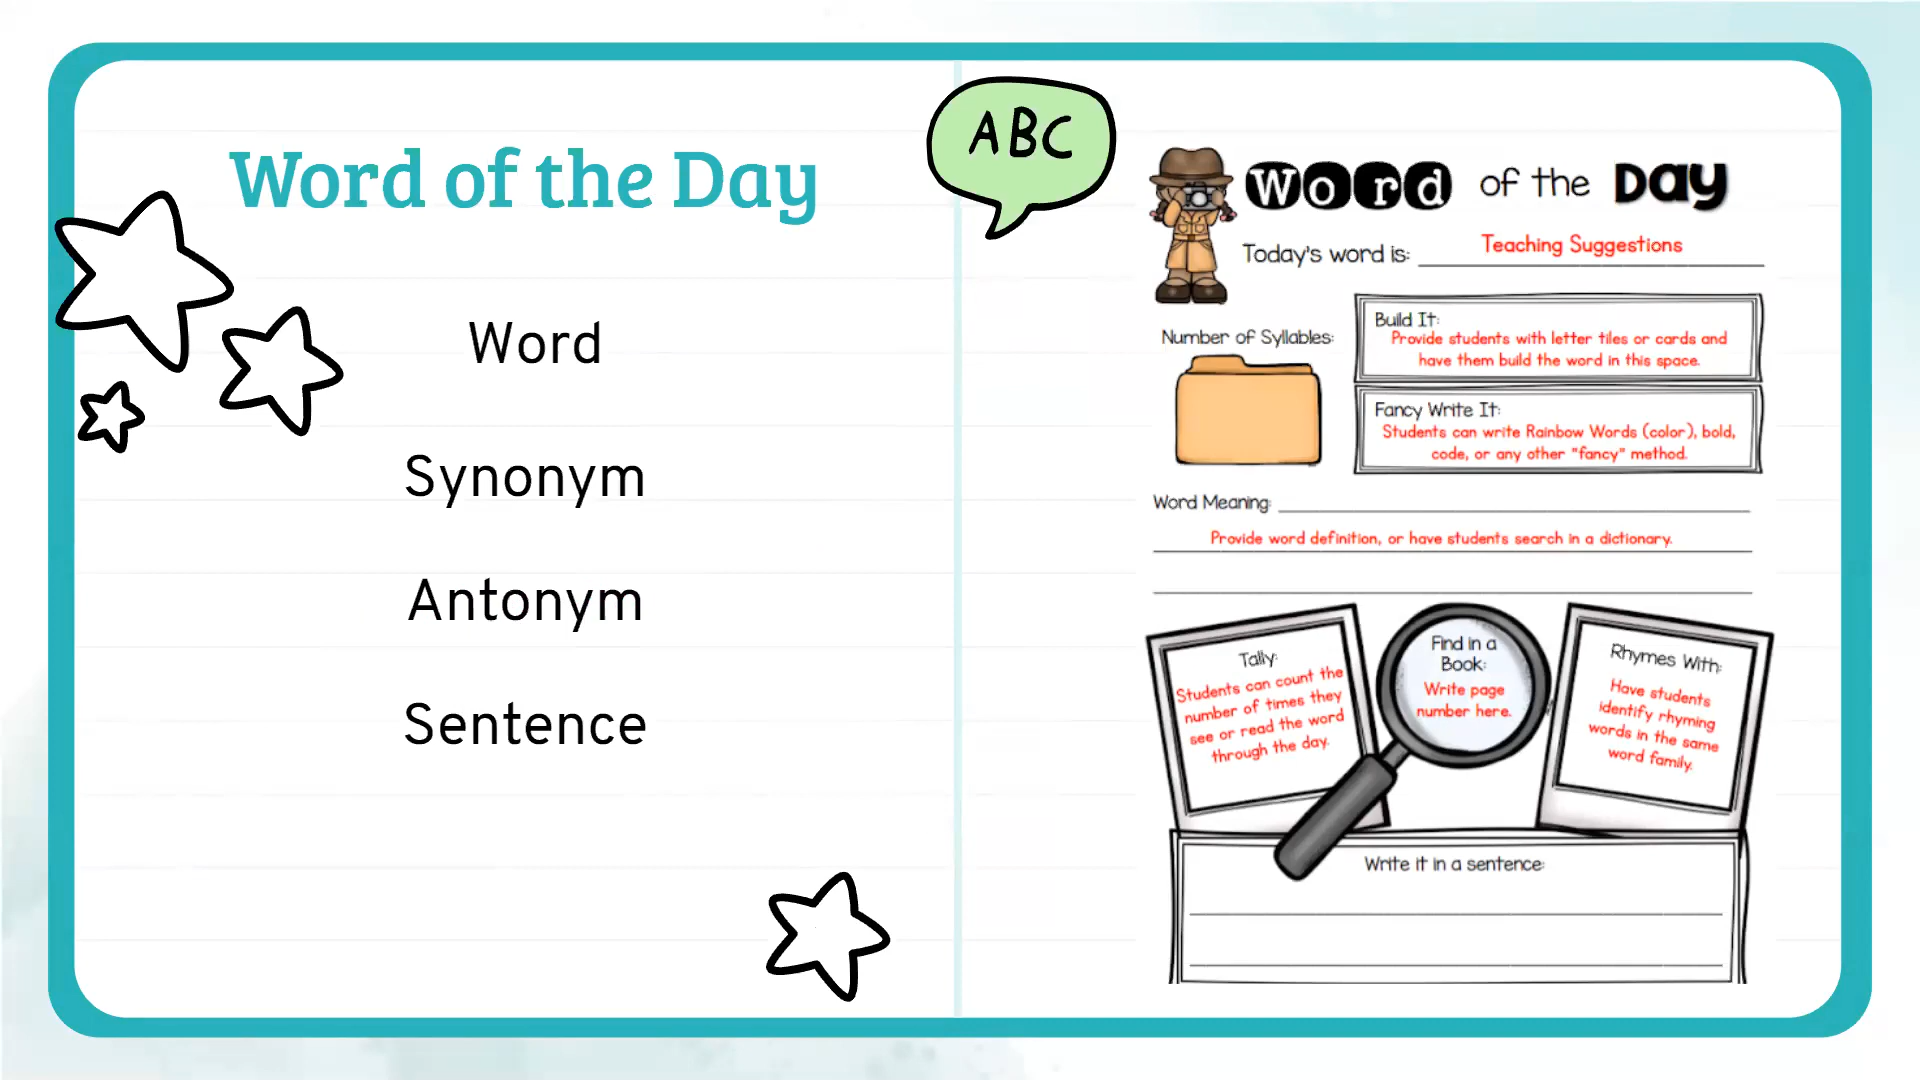 Word of the Day
Word
Synonym
Antonym
Sentence
ABC
Word of the Day
Today's word is:
Teaching Suggestions
Number of Syllables:
Build It:
Provide students with letter tiles or cards and
have them build the word in this space.
Fancy Write It:
Students can write Rainbow Words (color), bold,
code, or any other "fancy" method.
Word Meaning:
Provide word definition, or have students search in a dictionary.
Tally:
Students can count the
number of times they
see or read the word
through the day.
Find in a
Book:
Write page
number here.
Rhymes With:
Have students
identify rhyming
words in the same
word family.
Write it in a sentence: